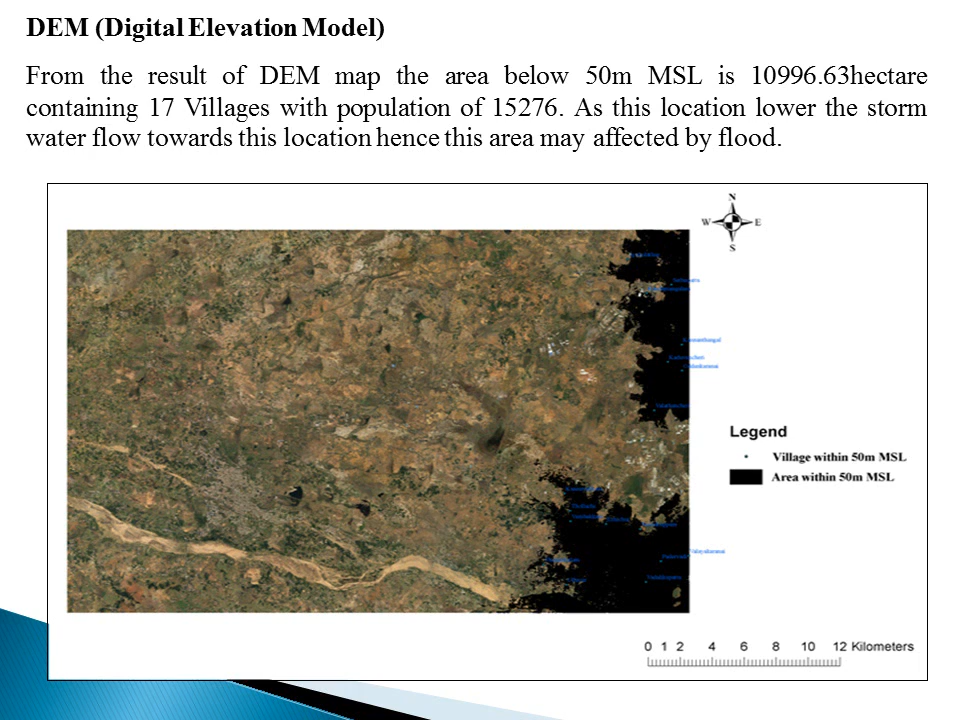 DEM (Digital Elevation Model)
From the result of DEM map the area below 50m MSL is 10996.63hectare
containing 17 Villages with population of 15276. As this location lower the storm
water flow towards this location hence this area may affected by flood.
N
W E
S
Legend
Village within 50m MSL
Area within 50m MSL
0 1 2 4 6 8 10 12 Kilometers